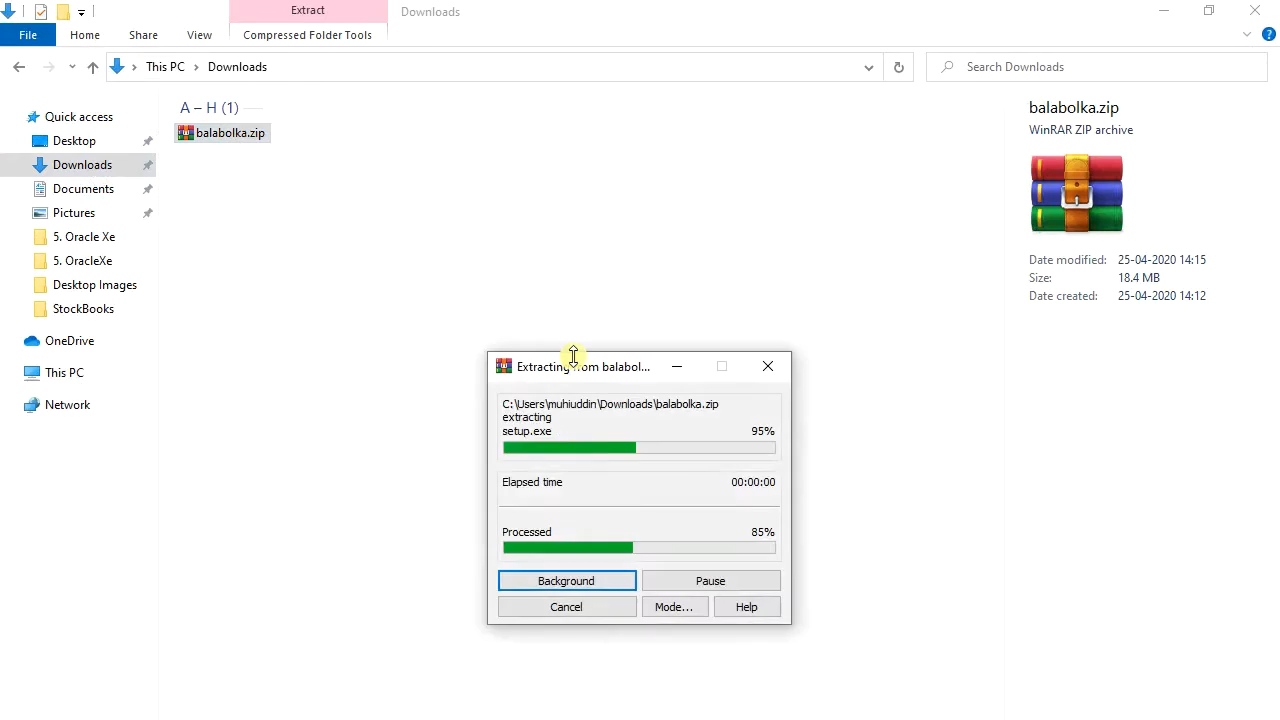 Extract
Downloads
File
Home
Share
View
Compressed Folder Tools
This PC
Downloads
Search Downloads
Quick access
Desktop
Downloads
Documents
Pictures
5. Oracle Xe
5. OracleXe
Desktop Images
StockBooks
OneDrive
This PC
Network
A – H (1)
balabolka.zip
balabolka.zip
WinRAR ZIP archive
Date modified: 25-04-2020 14:15
Size: 18.4 MB
Date created: 25-04-2020 14:12
Extracting from balabol...
C:\Users\muhiuddin\Downloads\balabolka.zip
extracting
setup.exe 95%
Elapsed time 00:00:00
Processed 85%
Background
Pause
Cancel
Mode...
Help